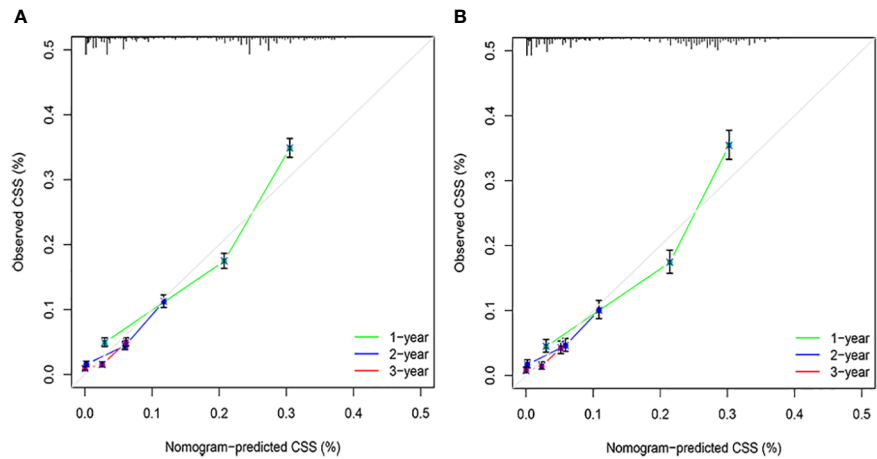 A
B
Observed CSS (%)
0.5
0.4
0.3
0.2
0.1
0.0
1-year
2-year
3-year
0.0 0.1 0.2 0.3 0.4 0.5
Nomogram-predicted CSS (%)
Observed CSS (%)
0.5
0.4
0.3
0.2
0.1
0.0
1-year
2-year
3-year
0.0 0.1 0.2 0.3 0.4 0.5
Nomogram-predicted CSS (%)